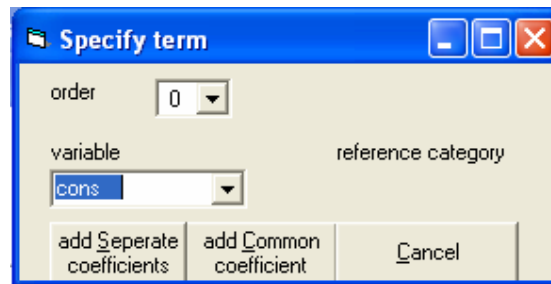 Specify term
order 0
variable reference category
cons
add Seperate add Common Cancel
coefficients coefficient